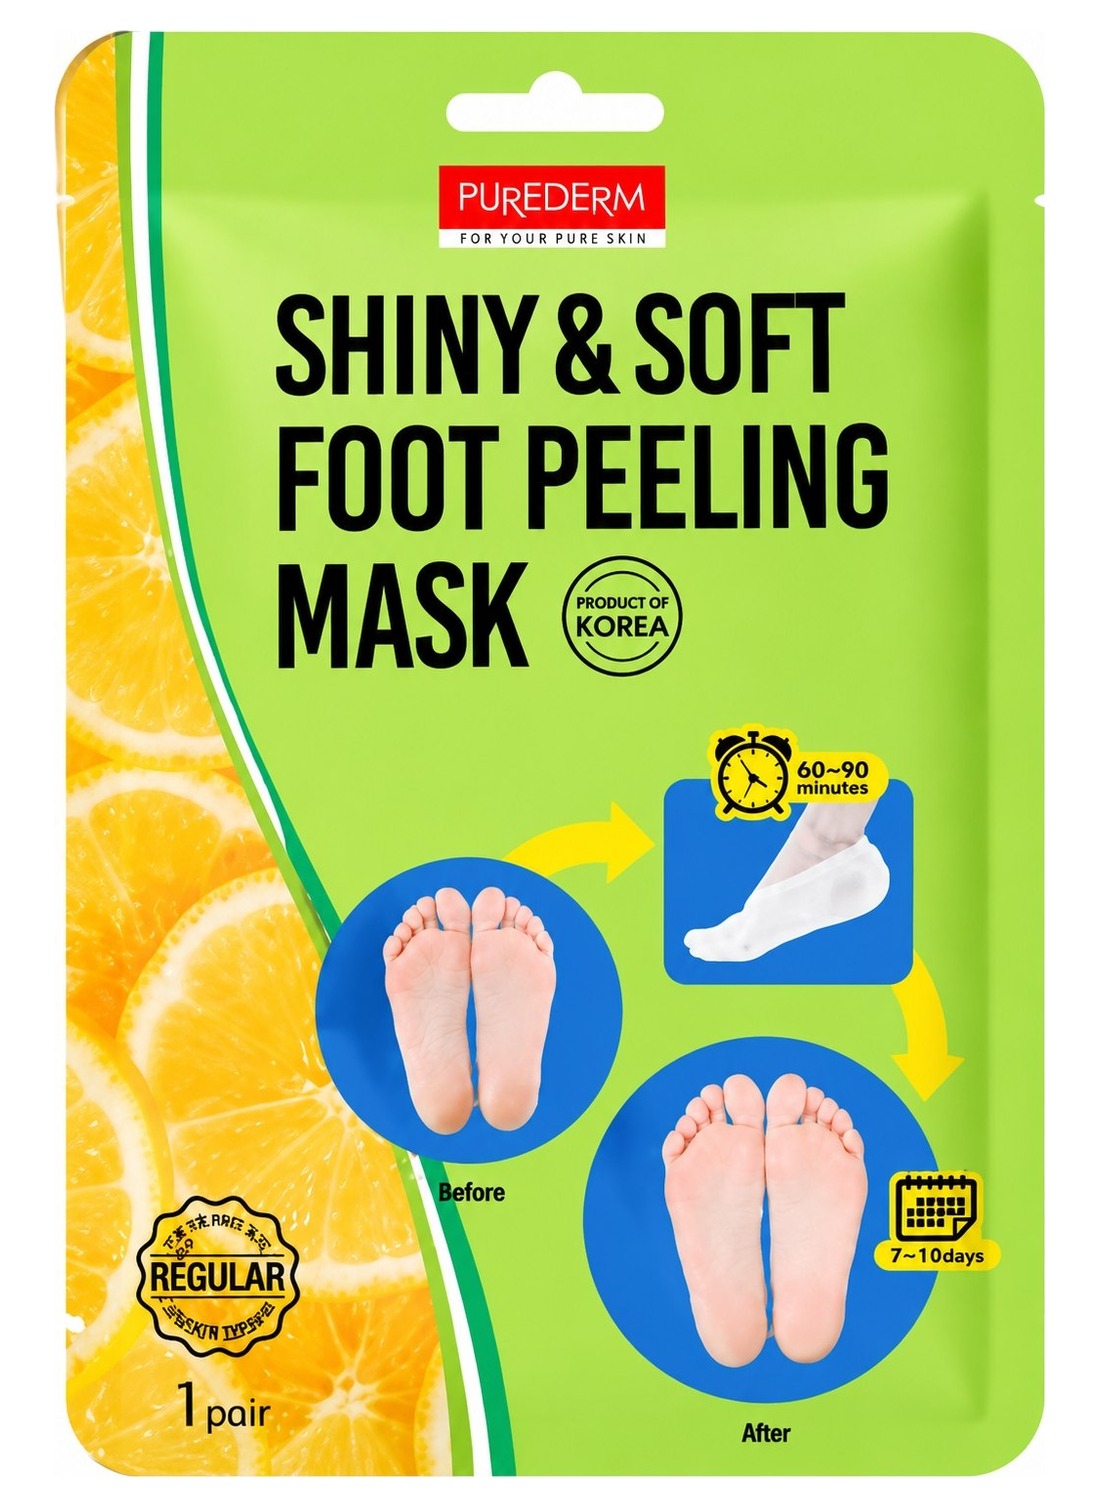 PUREDERM
FOR YOUR PURE SKIN
SHINY & SOFT
FOOT PEELING
MASK
PRODUCT OF
KOREA
60~90
minutes
Before
7~10days
REGULAR
SKIN
1 pair
After